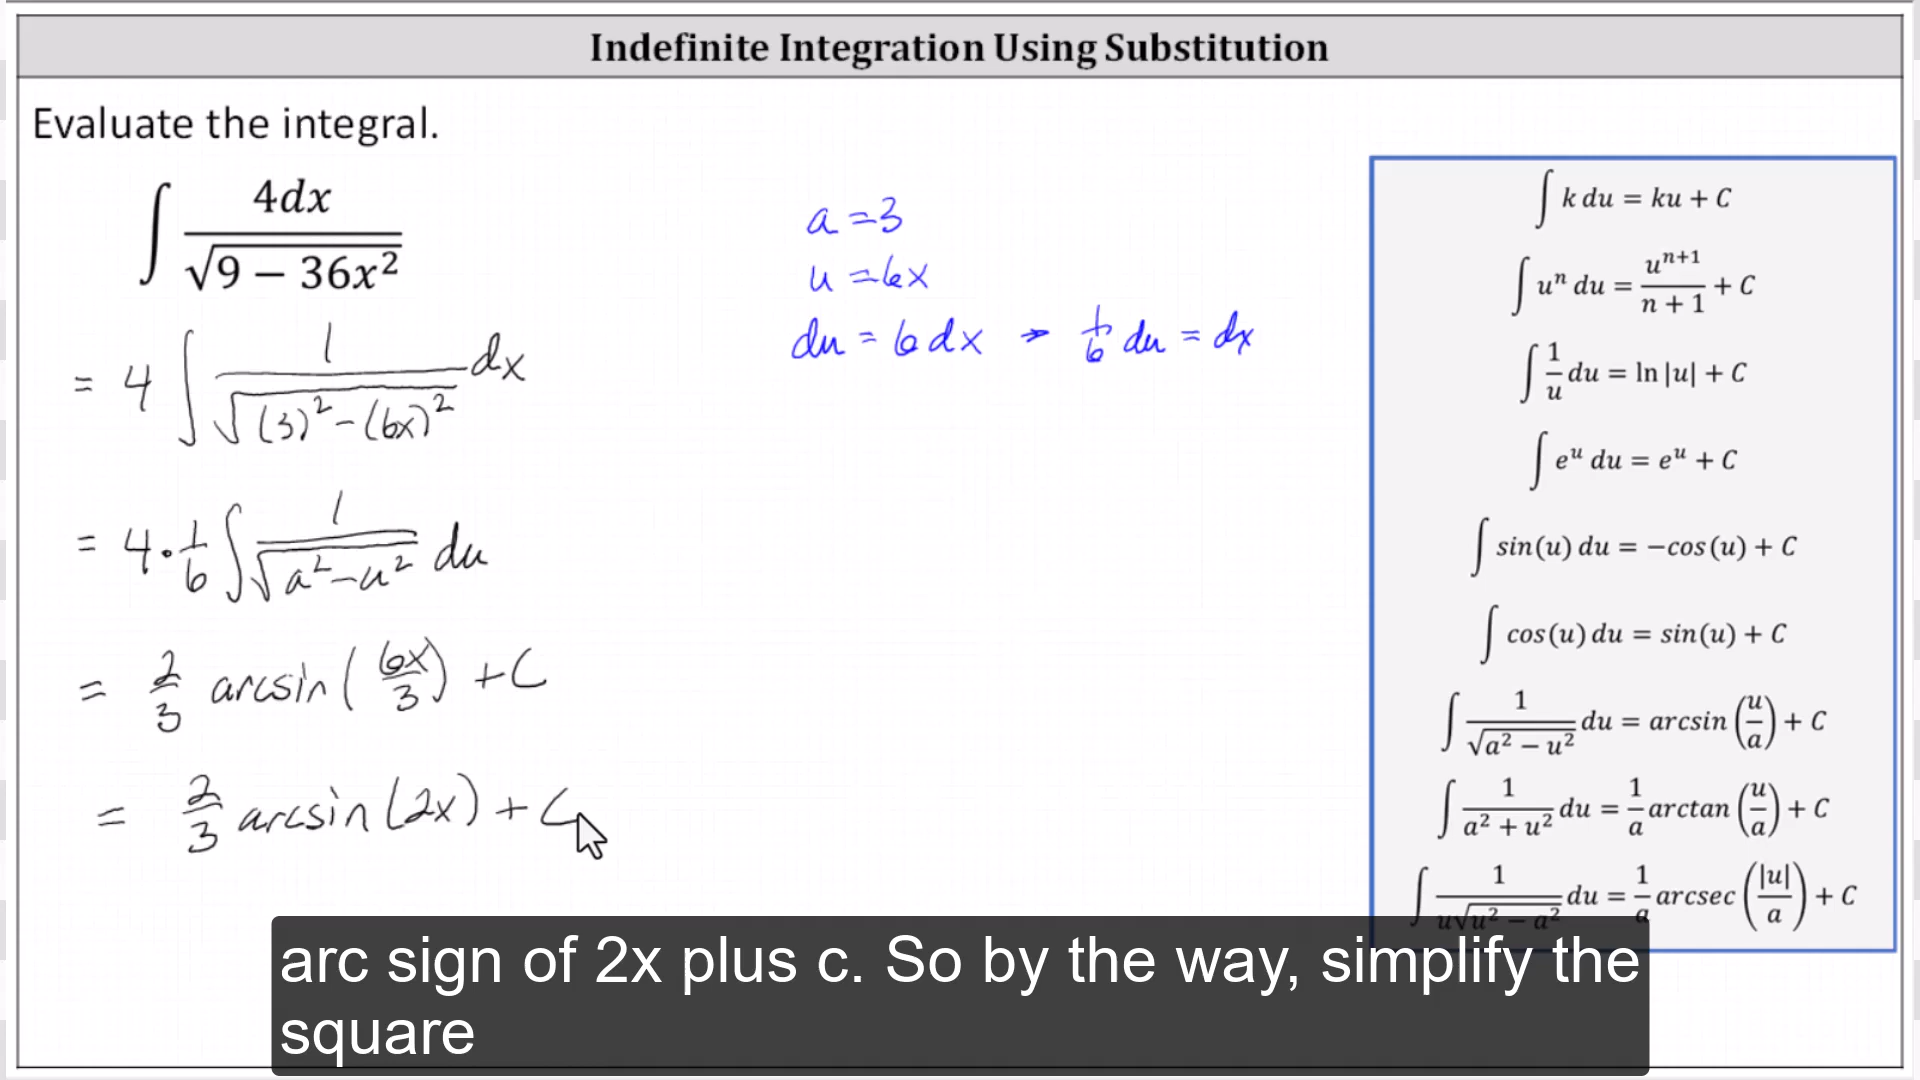 Indefinite Integration Using Substitution
Evaluate the integral.
∫ 4dx / √(9 − 36x²)
= 4 ∫ 1 / √((3)² − (6x)²) dx
= 4 · 1/6 ∫ 1 / √(a² − u²) du
= 2/3 arcsin(6x/3) + C
= 2/3 arcsin(2x) + C
a = 3
u = 6x
du = 6 dx → 1/6 du = dx
∫ k du = ku + C
∫ uⁿ du = uⁿ⁺¹ / (n + 1) + C
∫ 1/u du = ln|u| + C
∫ eᵘ du = eᵘ + C
∫ sin(u) du = −cos(u) + C
∫ cos(u) du = sin(u) + C
∫ 1 / √(a² − u²) du = arcsin(u/a) + C
∫ 1 / (a² + u²) du = 1/a arctan(u/a) + C
∫ 1 / (u√(u² − a²)) du = 1/a arcsec(|u|/a) + C
arc sign of 2x plus c. So by the way, simplify the
square